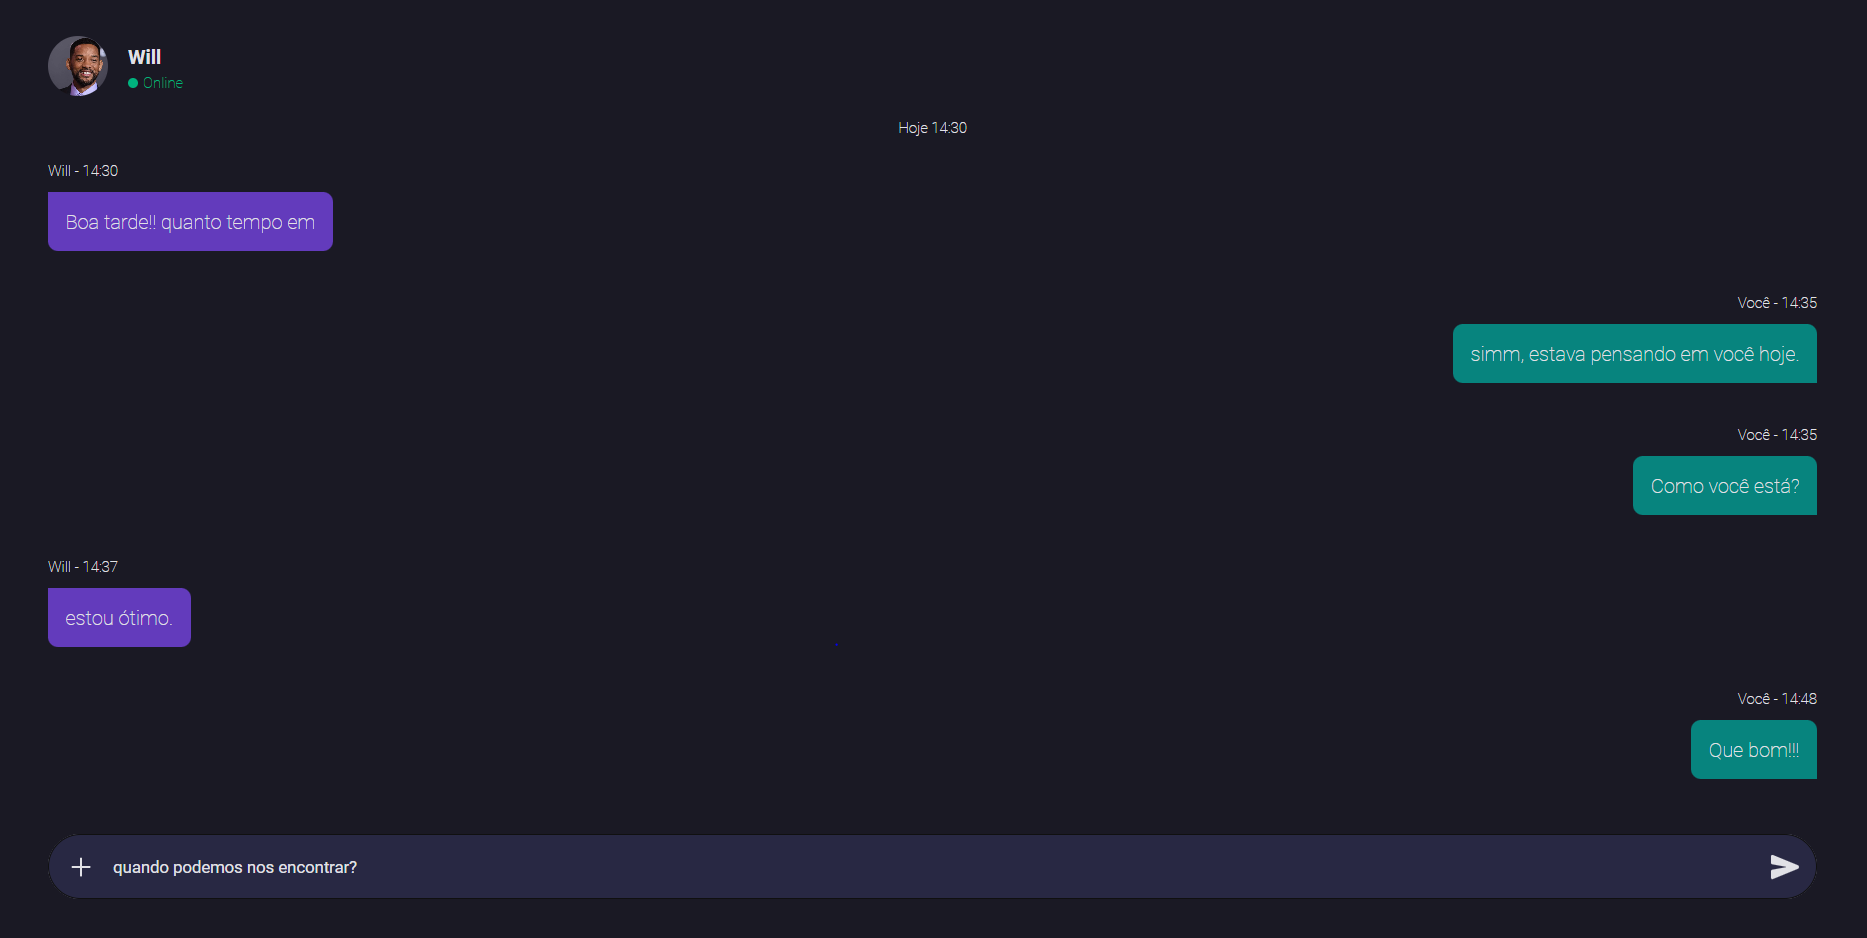 Will
Online
Hoje 14:30
Will - 14:30
Boa tarde!! quanto tempo em
Você - 14:35
simm, estava pensando em você hoje.
Você - 14:35
Como você está?
Will - 14:37
estou ótimo.
Você - 14:48
Que bom!!!
quando podemos nos encontrar?